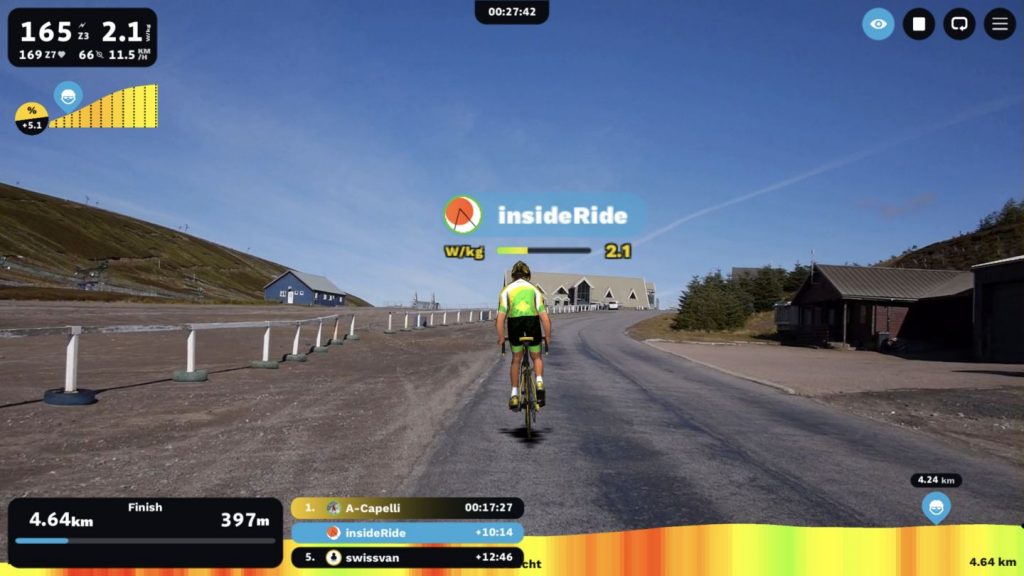 00:27:42
165 Z3 2.1 W/kg
169 Z7 66 11.5 KM/H
%
+5.1
insideRide
W/kg 2.1
Finish
4.64km 397m
1. A-Capelli 00:17:27
insideRide +10:14
5. swissvan +12:46
cht
4.24 km
4.64 km